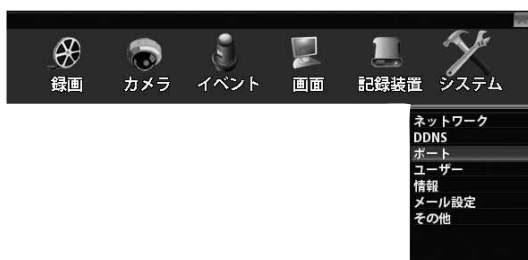 録画 カメラ イベント 画面 記録装置 システム
ネットワーク
DDNS
ポート
ユーザー
情報
メール設定
その他